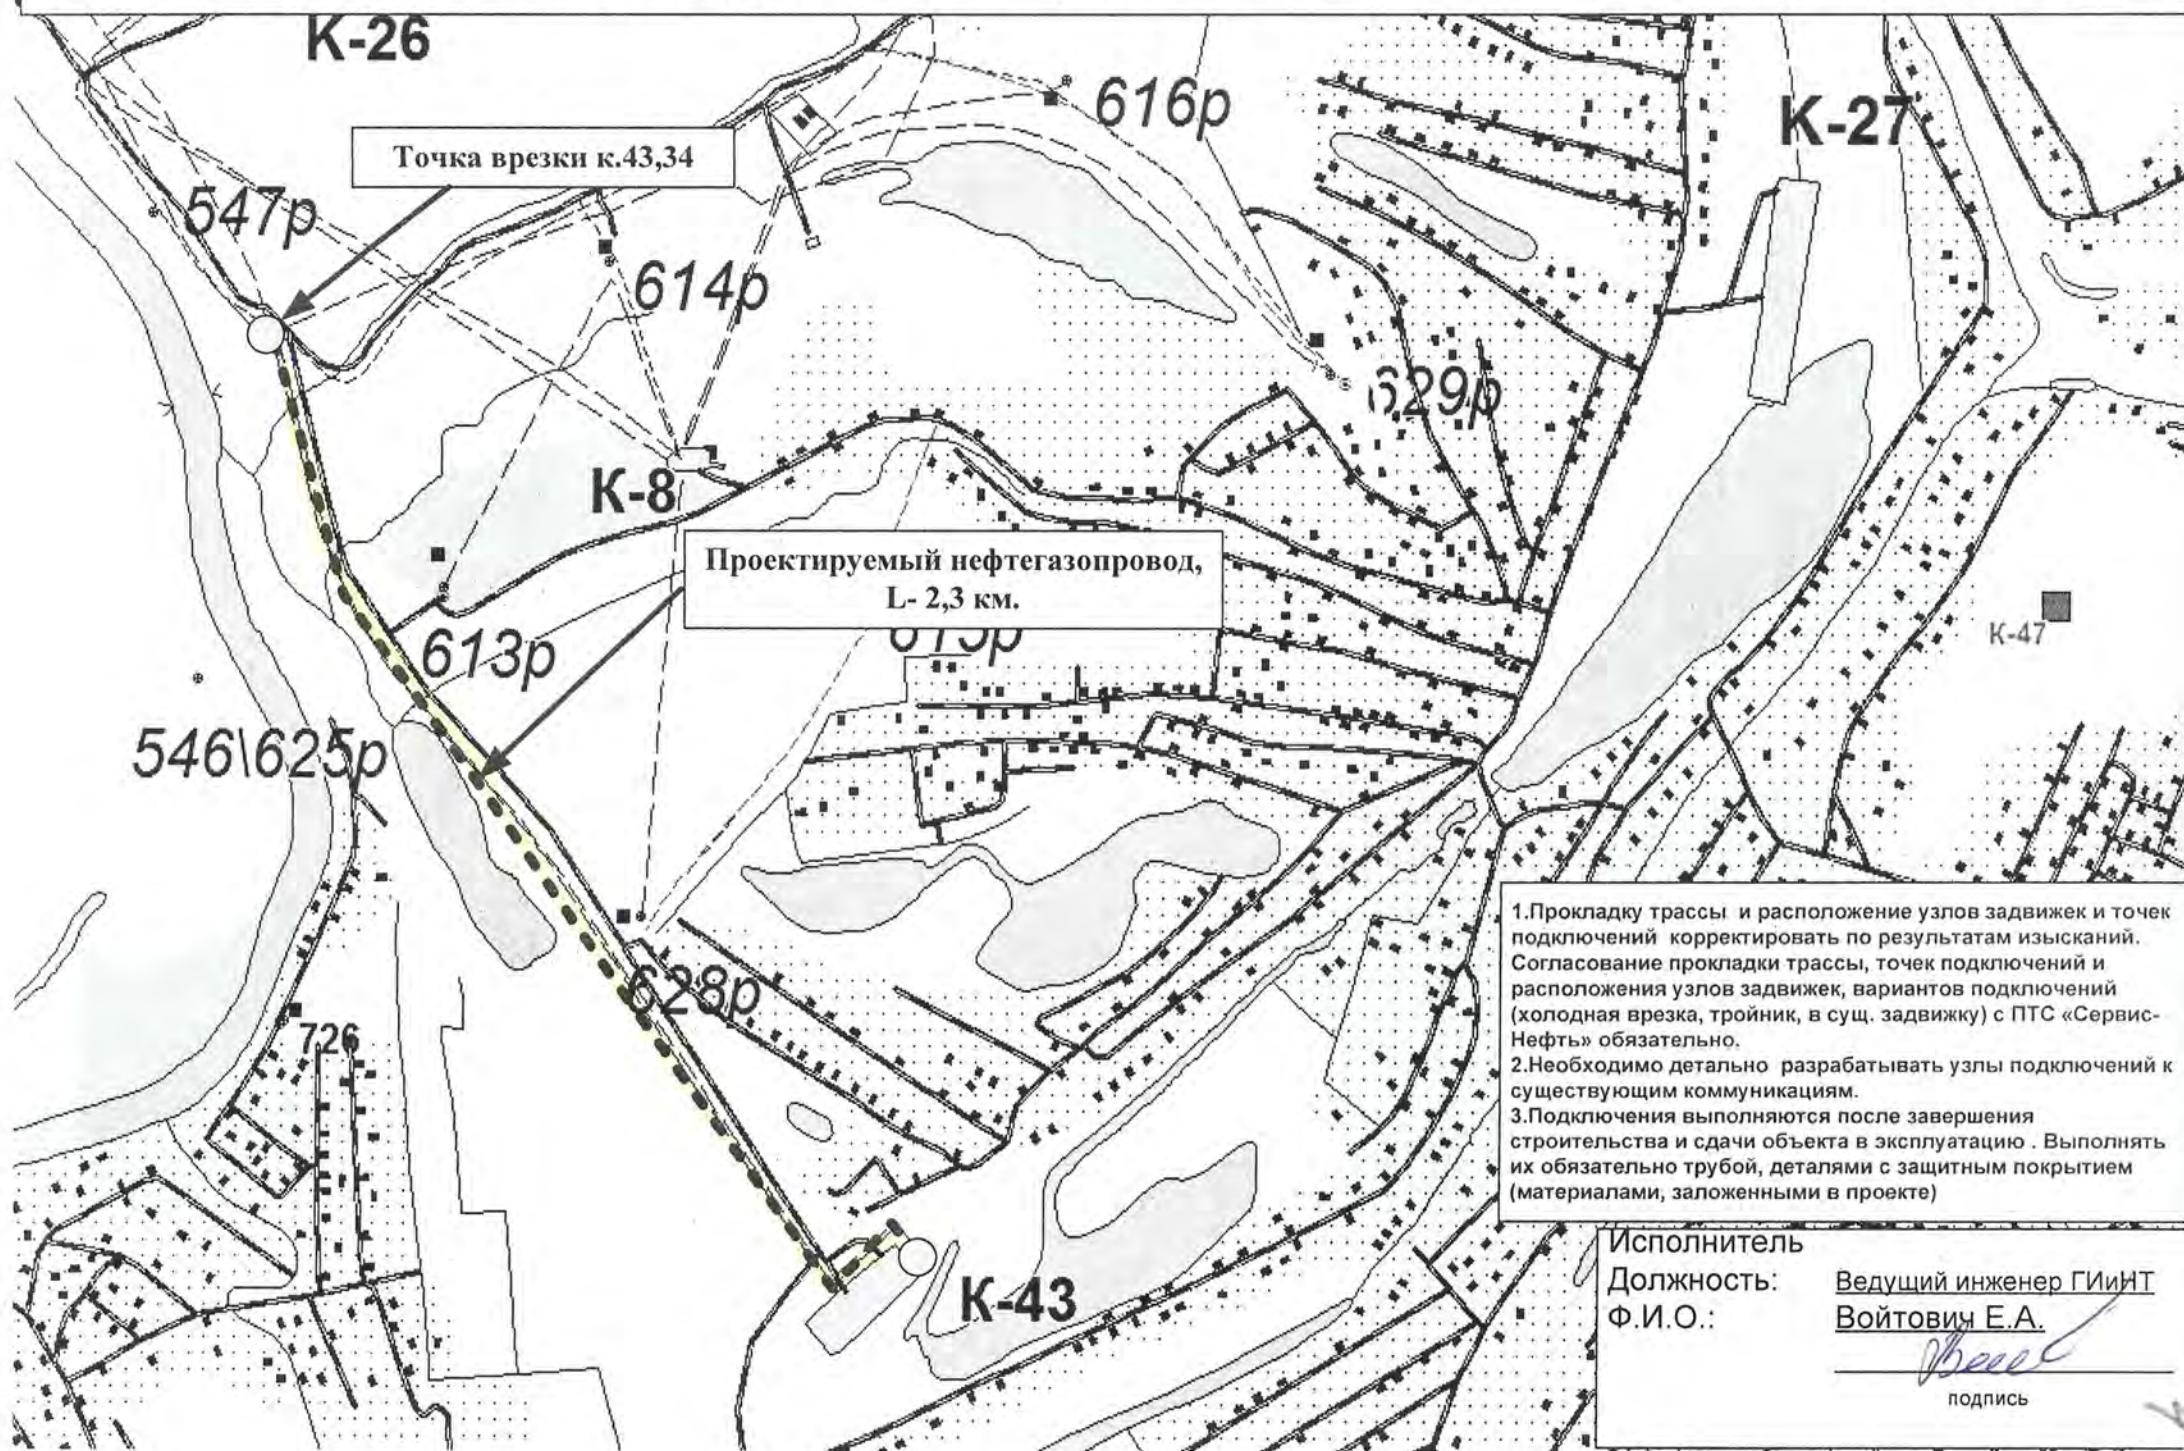 К-26
616р
К-27
Точка врезки к.43,34
547р
614р
629р
К-8
Проектируемый нефтегазопровод,
L- 2,3 км.
К-47
613р
615р
546\625р
628р
726
1.Прокладку трассы и расположение узлов задвижек и точек
подключений корректировать по результатам изысканий.
Согласование прокладки трассы, точек подключений и
расположения узлов задвижек, вариантов подключений
(холодная врезка, тройник, в сущ. задвижку) с ПТС «Сервис-
Нефть» обязательно.
2.Необходимо детально разрабатывать узлы подключений к
существующим коммуникациям.
3.Подключения выполняются после завершения
строительства и сдачи объекта в эксплуатацию . Выполнять
их обязательно трубой, деталями с защитным покрытием
(материалами, заложенными в проекте)
К-43
Исполнитель
Должность: Ведущий инженер ГИиНТ
Ф.И.О.: Войтович Е.А.
подпись